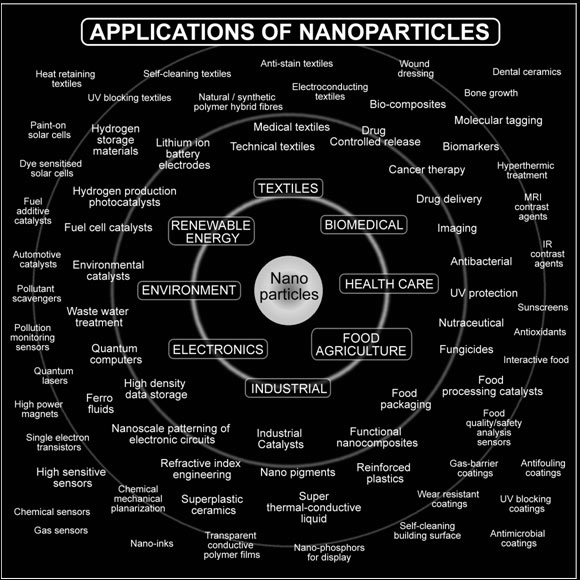 APPLICATIONS OF NANOPARTICLES
Anti-stain textiles
Wound
dressing
Heat retaining
textiles
Self-cleaning textiles
Dental ceramics
Electroconducting
textiles
Bone growth
UV blocking textiles
Natural / synthetic
polymer hybrid fibres
Bio-composites
Molecular tagging
Paint-on
solar cells
Hydrogen
storage
materials
Medical textiles
Drug
Controlled release
Lithium ion
battery
electrodes
Technical textiles
Biomarkers
Dye sensitised
solar cells
Cancer therapy
Hyperthermic
treatment
TEXTILES
Hydrogen production
photocatalysts
Drug delivery
MRI
contrast
agents
Fuel
additive
catalysts
Fuel cell catalysts
RENEWABLE
ENERGY
BIOMEDICAL
Imaging
IR
contrast
agents
Automotive
catalysts
Environmental
catalysts
Antibacterial
Nano
particles
ENVIRONMENT
HEALTH CARE
Pollutant
scavengers
UV protection
Sunscreens
Waste water
treatment
Nutraceutical
Antioxidants
Pollution
monitoring
sensors
Quantum
computers
ELECTRONICS
FOOD
AGRICULTURE
Fungicides
Interactive food
Quantum
lasers
High density
data storage
INDUSTRIAL
Food
processing catalysts
Food
packaging
High power
magnets
Ferro
fluids
Food
quality/safety
analysis
sensors
Single electron
transistors
Nanoscale patterning of
electronic circuits
Industrial
Catalysts
Functional
nanocomposites
High sensitive
sensors
Refractive index
engineering
Nano pigments
Reinforced
plastics
Gas-barrier
coatings
Antifouling
coatings
Chemical
mechanical
planarization
Superplastic
ceramics
Super
thermal-conductive
liquid
Wear resistant
coatings
UV blocking
coatings
Chemical sensors
Gas sensors
Self-cleaning
building surface
Antimicrobial
coatings
Nano-inks
Transparent
conductive
polymer films
Nano-phosphors
for display